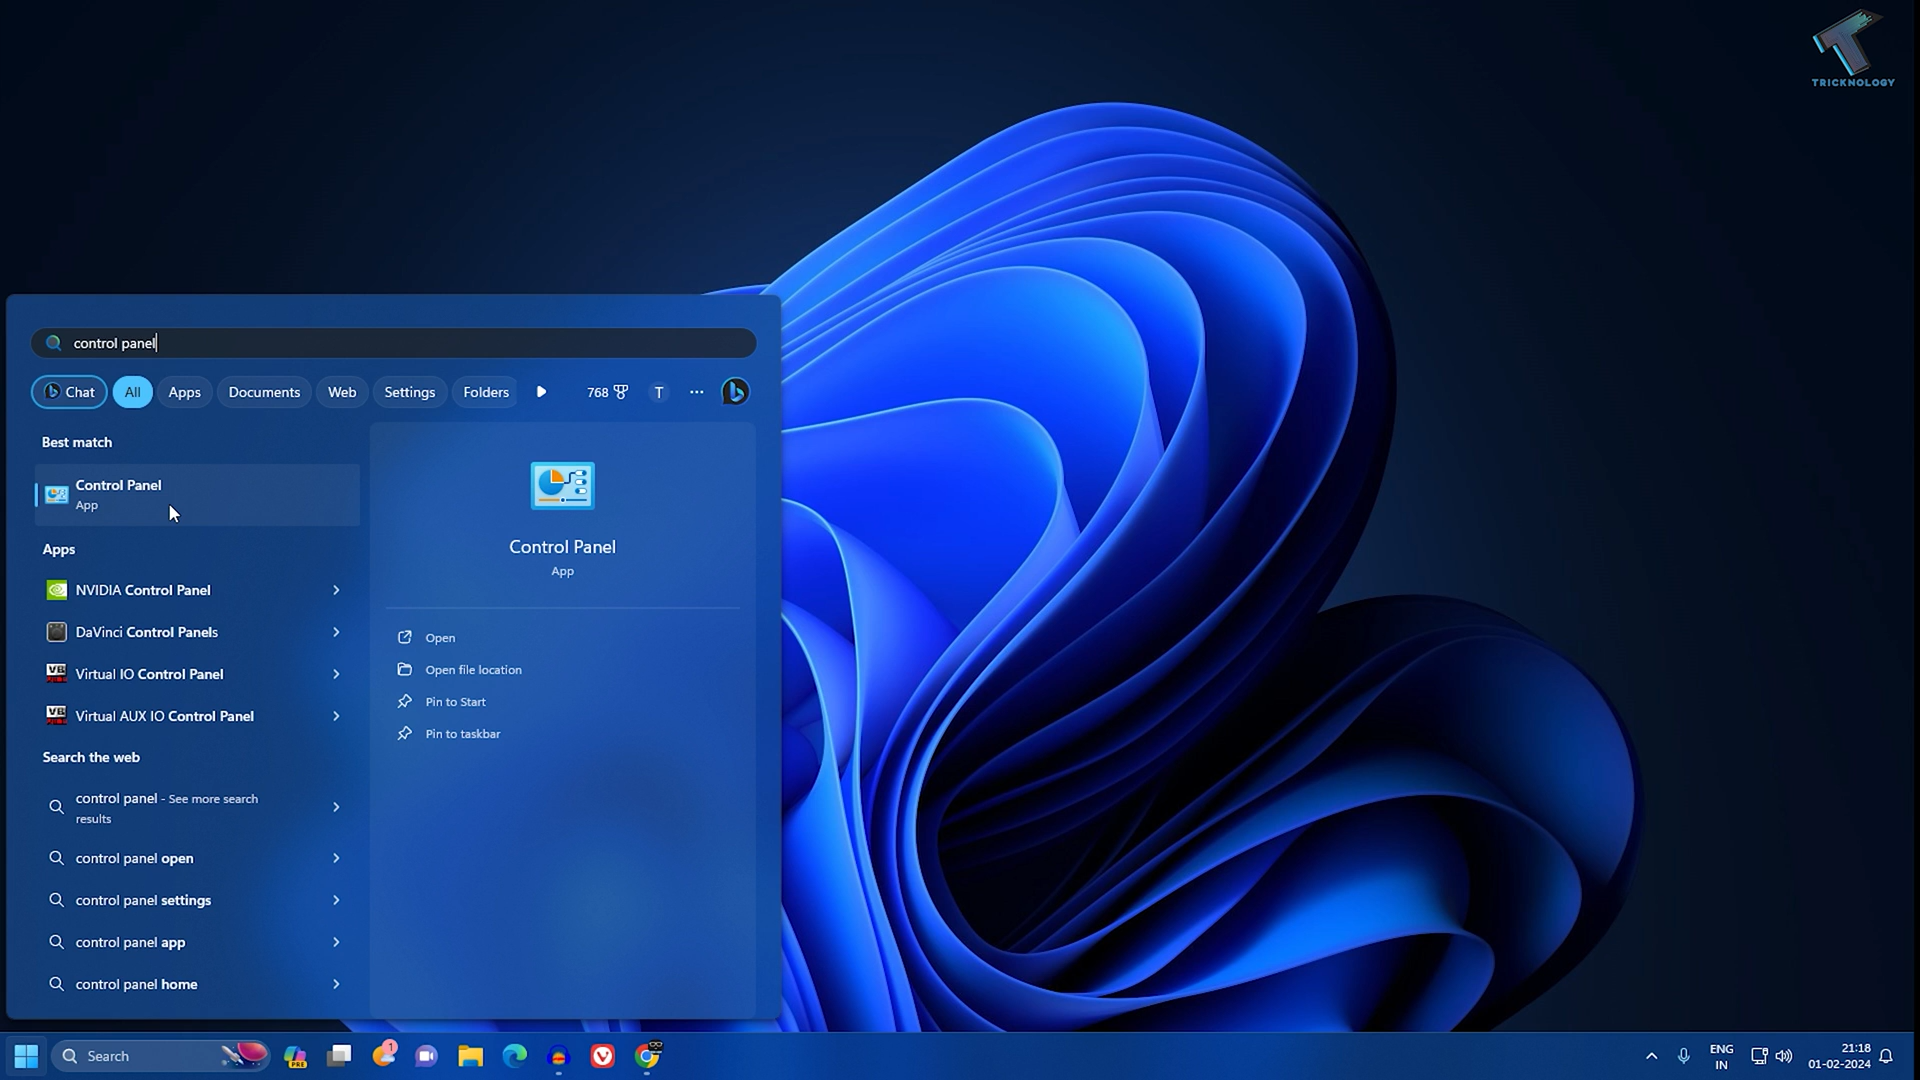 TRICKNOLOGY
control panel
Chat
All
Apps
Documents
Web
Settings
Folders
768
T
Best match
Control Panel
App
Apps
NVIDIA Control Panel
DaVinci Control Panels
Virtual IO Control Panel
Virtual AUX IO Control Panel
Search the web
control panel - See more search
results
control panel open
control panel settings
control panel app
control panel home
Control Panel
App
Open
Open file location
Pin to Start
Pin to taskbar
Search
PRE
1
ENG
IN
21:18
01-02-2024